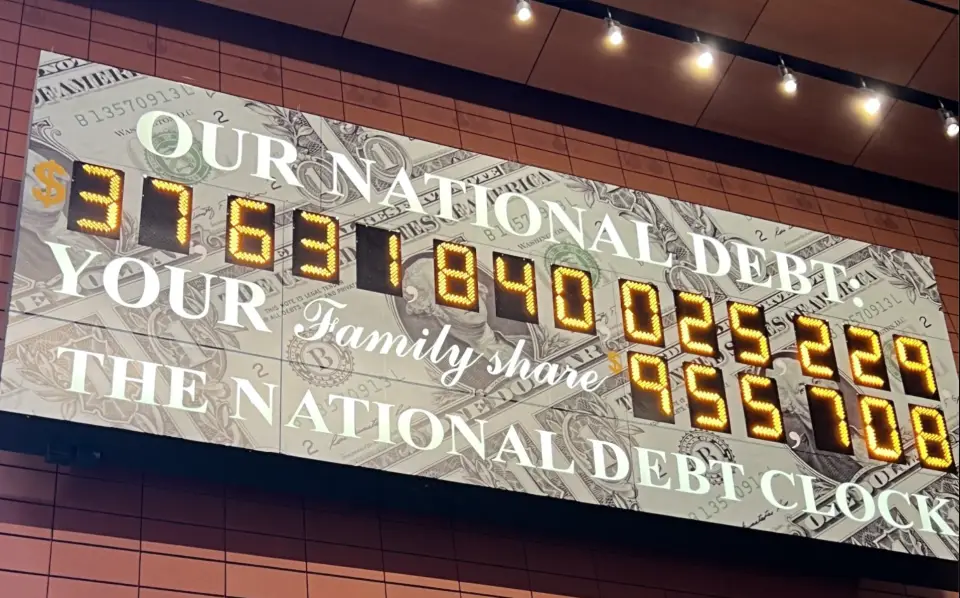 OUR NATIONAL DEBT:
$37,631,840,025,229
YOUR Family share $955,708
THE NATIONAL DEBT CLOCK